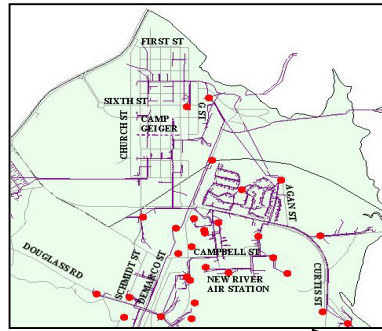 FIRST ST
SIXTH ST
G ST
CAMP
GEIGER
CHURCH ST
AGAN ST
DOUGLASS RD
SCHMIDT ST
DEMARCO ST
CAMPBELL ST
NEW RIVER
AIR STATION
CURTIS ST